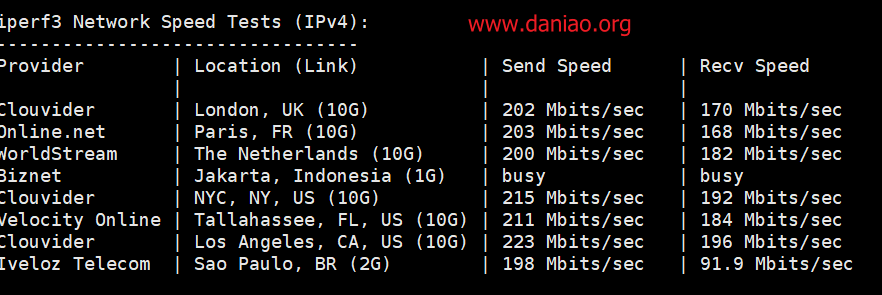 iperf3 Network Speed Tests (IPv4): www.daniao.org
---------------------------------
Provider | Location (Link) | Send Speed | Recv Speed
| | |
Clouvider | London, UK (10G) | 202 Mbits/sec | 170 Mbits/sec
Online.net | Paris, FR (10G) | 203 Mbits/sec | 168 Mbits/sec
WorldStream | The Netherlands (10G) | 200 Mbits/sec | 182 Mbits/sec
Biznet | Jakarta, Indonesia (1G) | busy | busy
Clouvider | NYC, NY, US (10G) | 215 Mbits/sec | 192 Mbits/sec
Velocity Online | Tallahassee, FL, US (10G) | 211 Mbits/sec | 184 Mbits/sec
Clouvider | Los Angeles, CA, US (10G) | 223 Mbits/sec | 196 Mbits/sec
Iveloz Telecom | Sao Paulo, BR (2G) | 198 Mbits/sec | 91.9 Mbits/sec